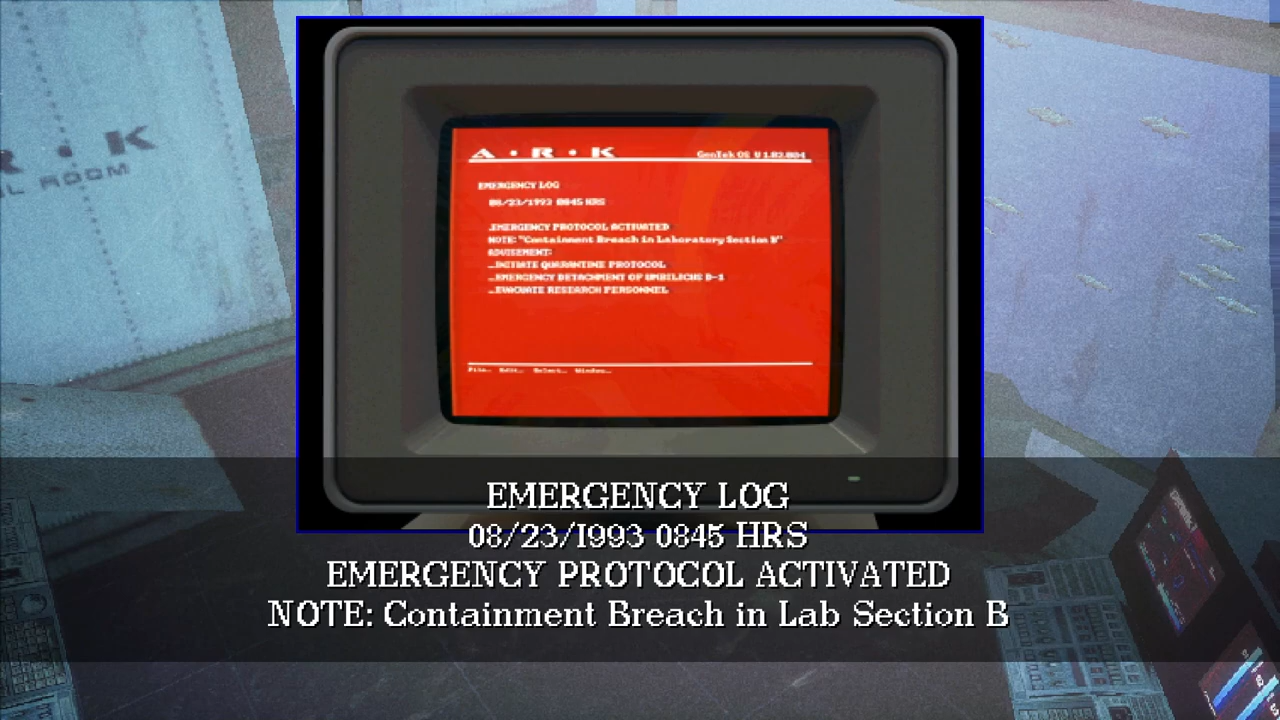 R • K
L ROOM
A • R • K
GenTek OS V 1.02.004
EMERGENCY LOG
08/23/1993 0845 HRS
.EMERGENCY PROTOCOL ACTIVATED
NOTE: "Containment Breach in Laboratory Section B"
ADVISEMENT:
...INITIATE QUARANTINE PROTOCOL
...EMERGENCY DETACHMENT OF UMBILICUS D-1
...EVACUATE RESEARCH PERSONNEL
File... Edit... Select... Window...
EMERGENCY LOG
08/23/1993 0845 HRS
EMERGENCY PROTOCOL ACTIVATED
NOTE: Containment Breach in Lab Section B